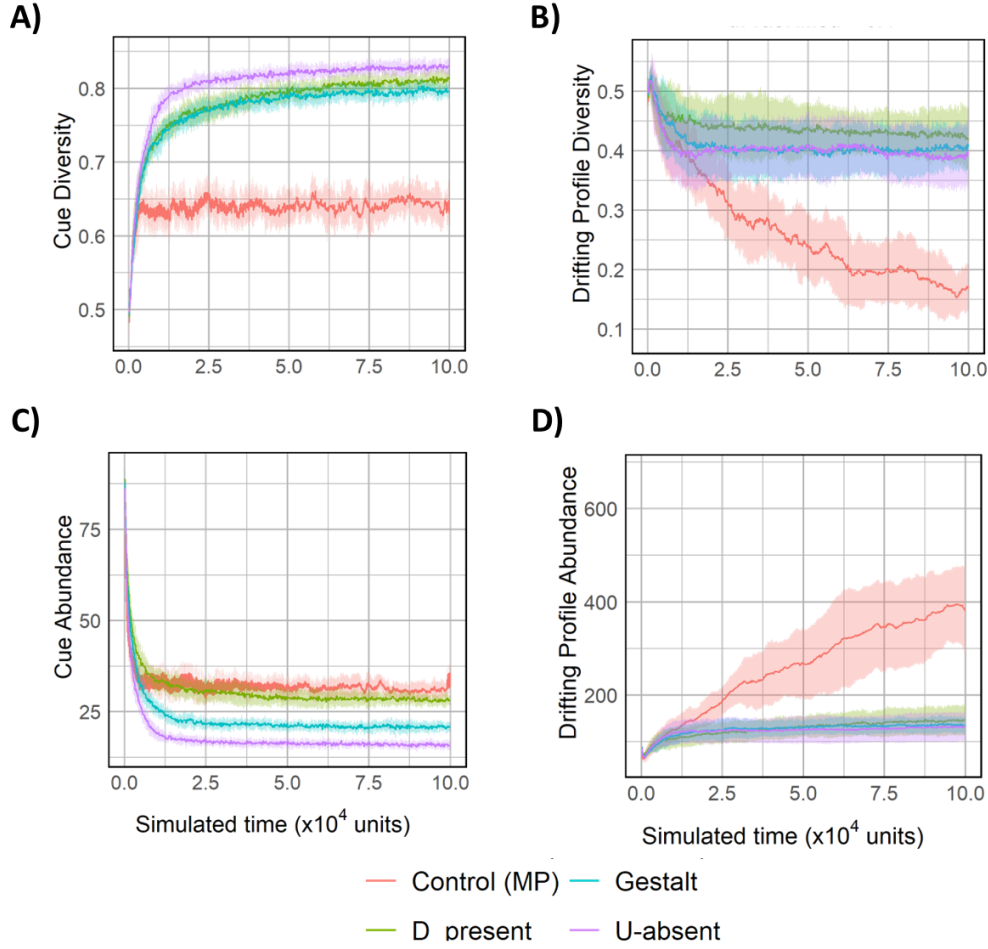 A)
B)
Cue Diversity
0.8
0.7
0.6
0.5
0.0 2.5 5.0 7.5 10.0
Drifting Profile Diversity
0.5
0.4
0.3
0.2
0.1
0.0 2.5 5.0 7.5 10.0
C)
D)
Cue Abundance
75
50
25
0.0 2.5 5.0 7.5 10.0
Simulated time (x10⁴ units)
Drifting Profile Abundance
600
400
200
0.0 2.5 5.0 7.5 10.0
Simulated time (x10⁴ units)
Control (MP) Gestalt
D present U-absent